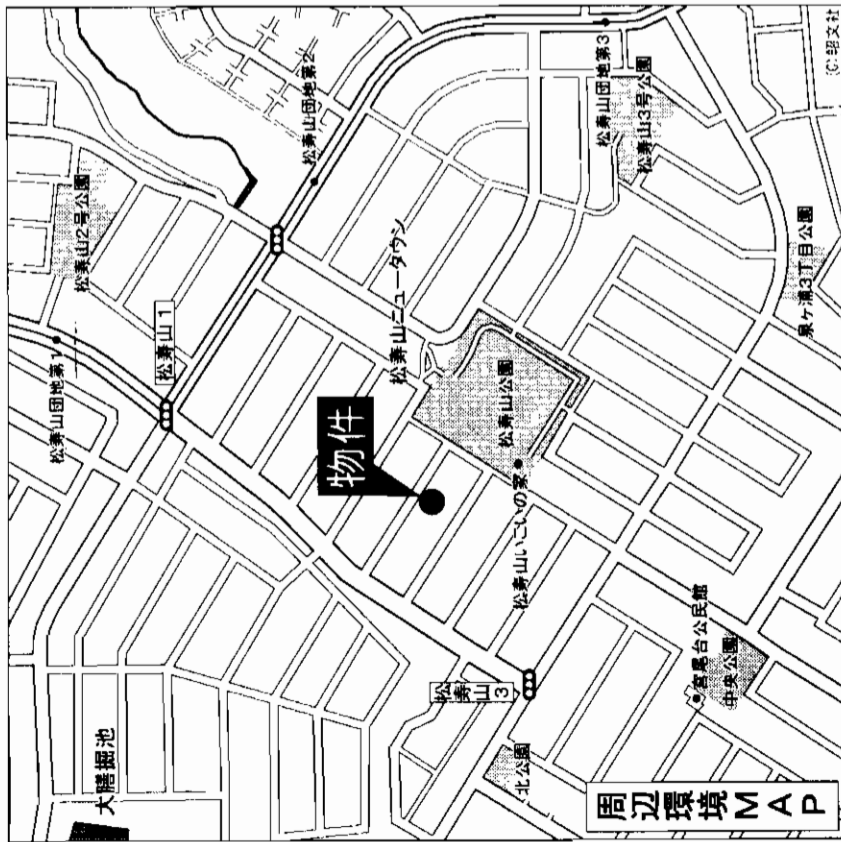 周辺環境MAP
大膳掘池
北公園
松寿山3
宮尾台公民館
中央公園
松寿山団地第1
松寿山1
松寿山2号公園
物件
松寿山いこいの家
松寿山公園
松寿山ニュータウン
松寿山団地第2
松寿山団地第3
松寿山3号公園
泉ヶ浦3丁目公園
(C)昭文社